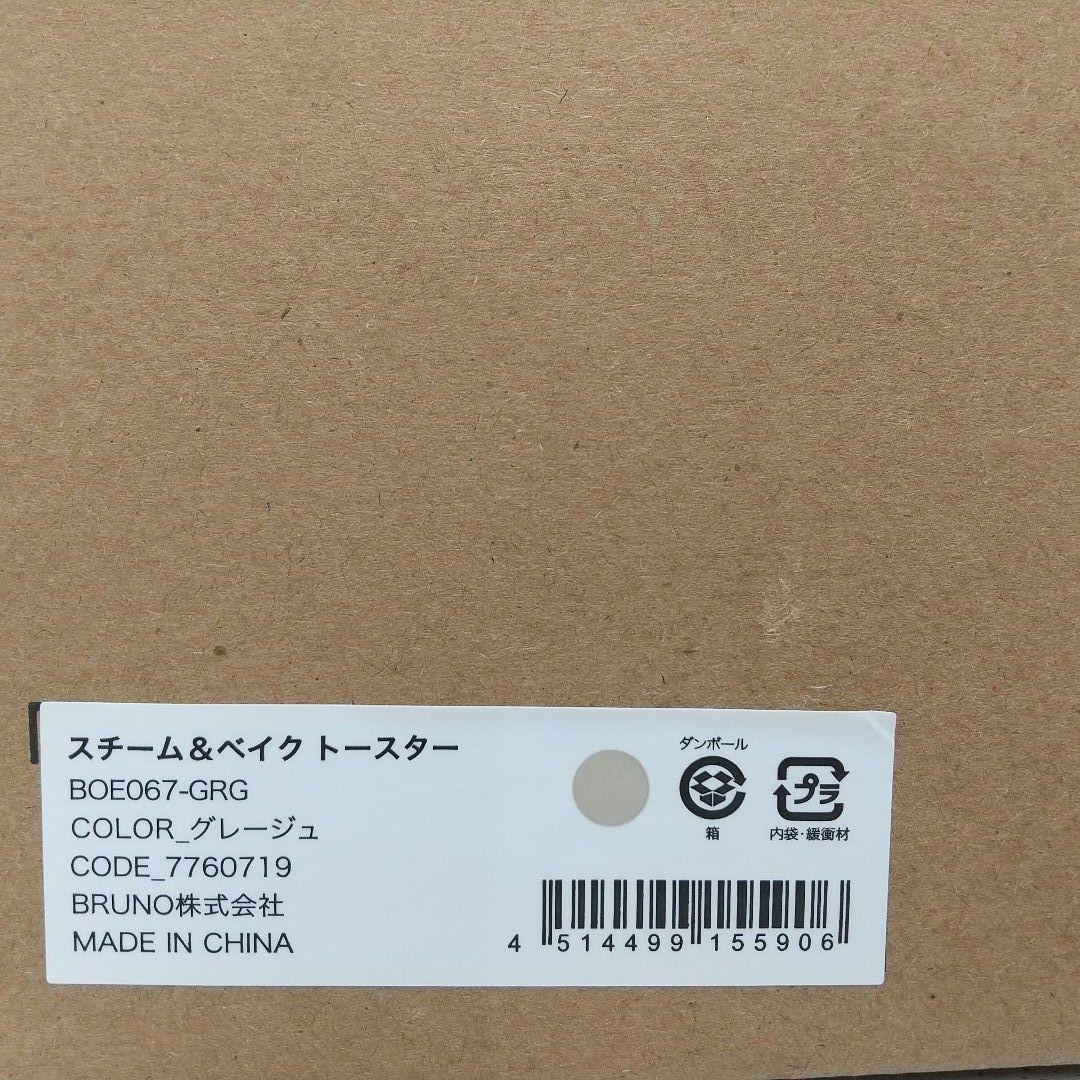 スチーム&ベイク トースター
BOE067-GRG
COLOR_グレージュ
CODE_7760719
BRUNO株式会社
MADE IN CHINA
ダンボール
箱
プラ
内袋・緩衝材
4 514499 155906